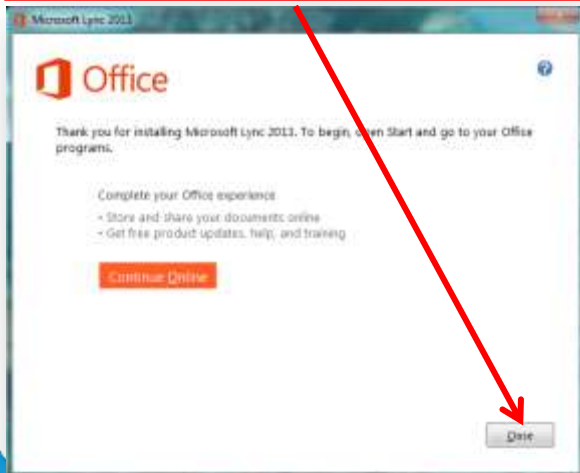 Microsoft Lync 2013
Office
Thank you for installing Microsoft Lync 2013. To begin, open Start and go to your Office
programs.
Complete your Office experience
• Store and share your documents online
• Get free product updates, help, and training
Continue Online
Close